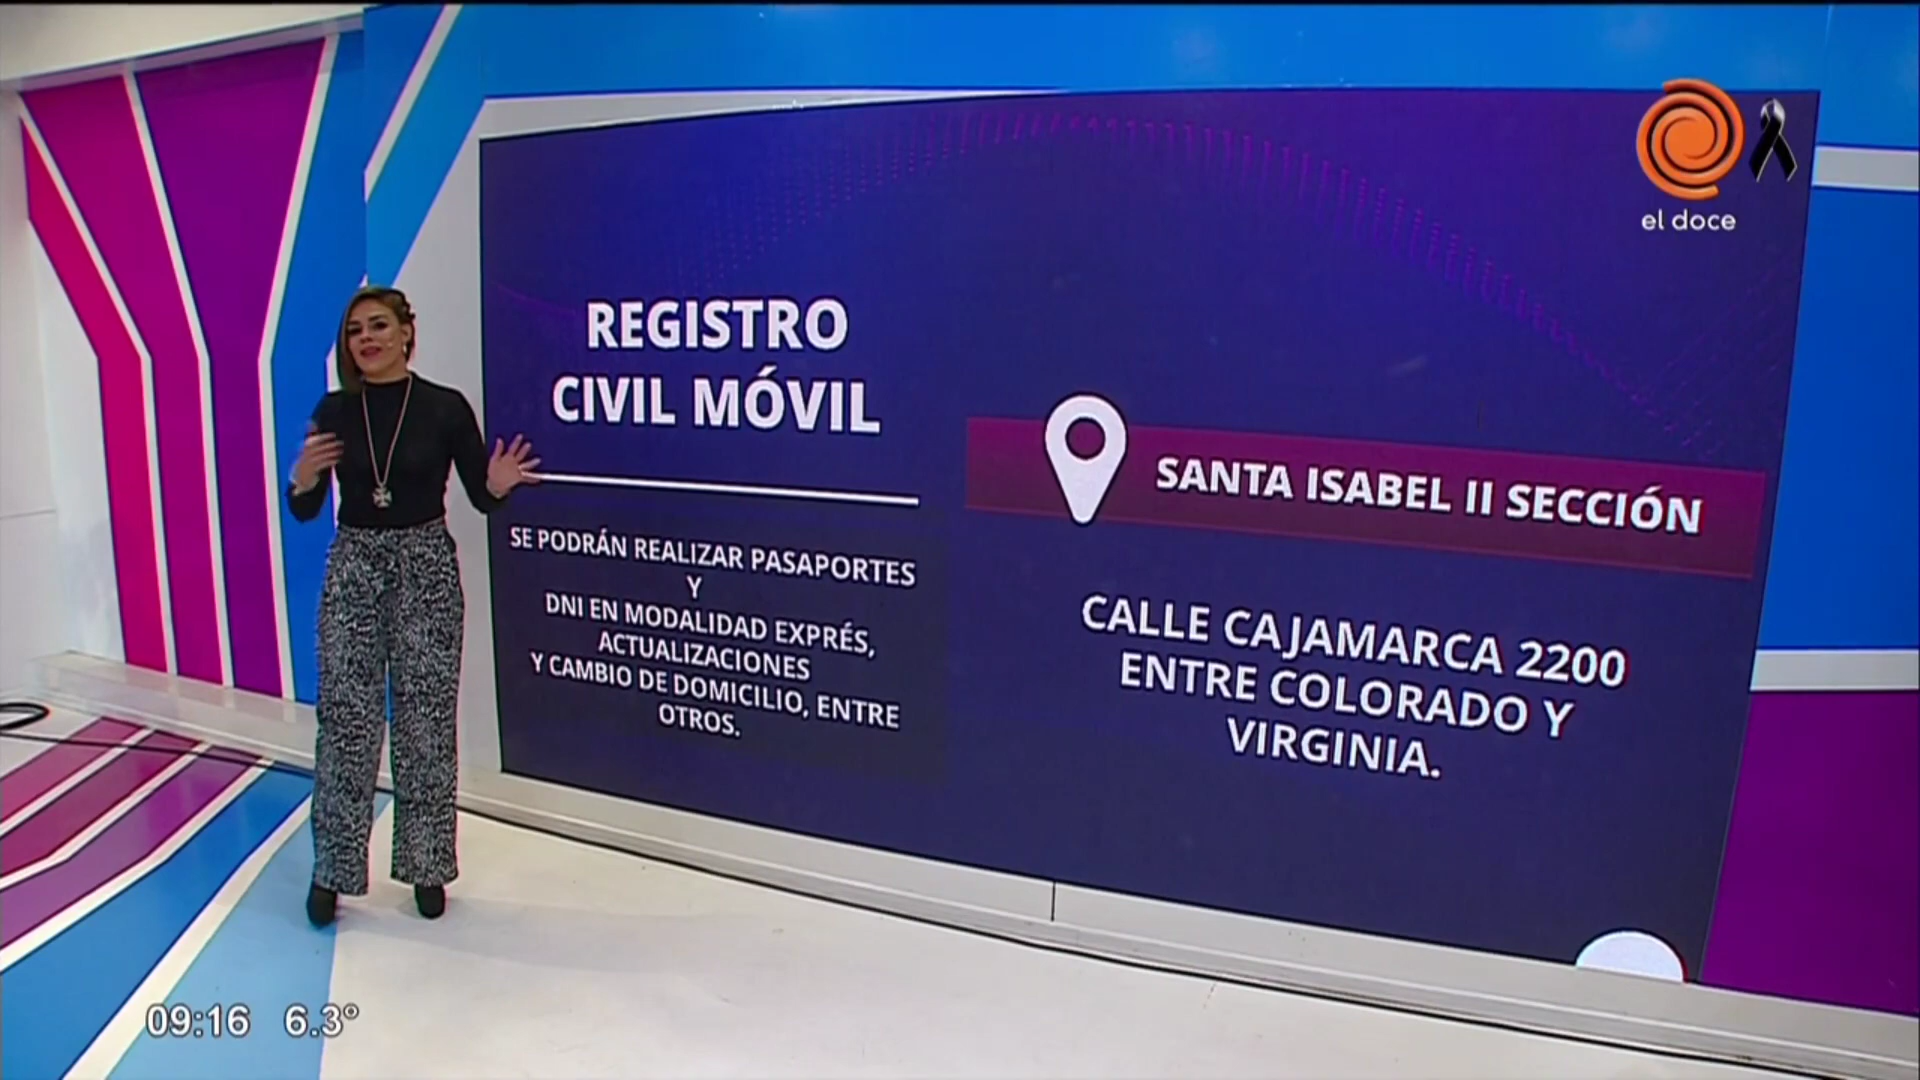 el doce
REGISTRO
CIVIL MÓVIL
SE PODRÁN REALIZAR PASAPORTES
Y
DNI EN MODALIDAD EXPRÉS,
ACTUALIZACIONES
Y CAMBIO DE DOMICILIO, ENTRE
OTROS.
SANTA ISABEL II SECCIÓN
CALLE CAJAMARCA 2200
ENTRE COLORADO Y
VIRGINIA.
09:16 6.3°